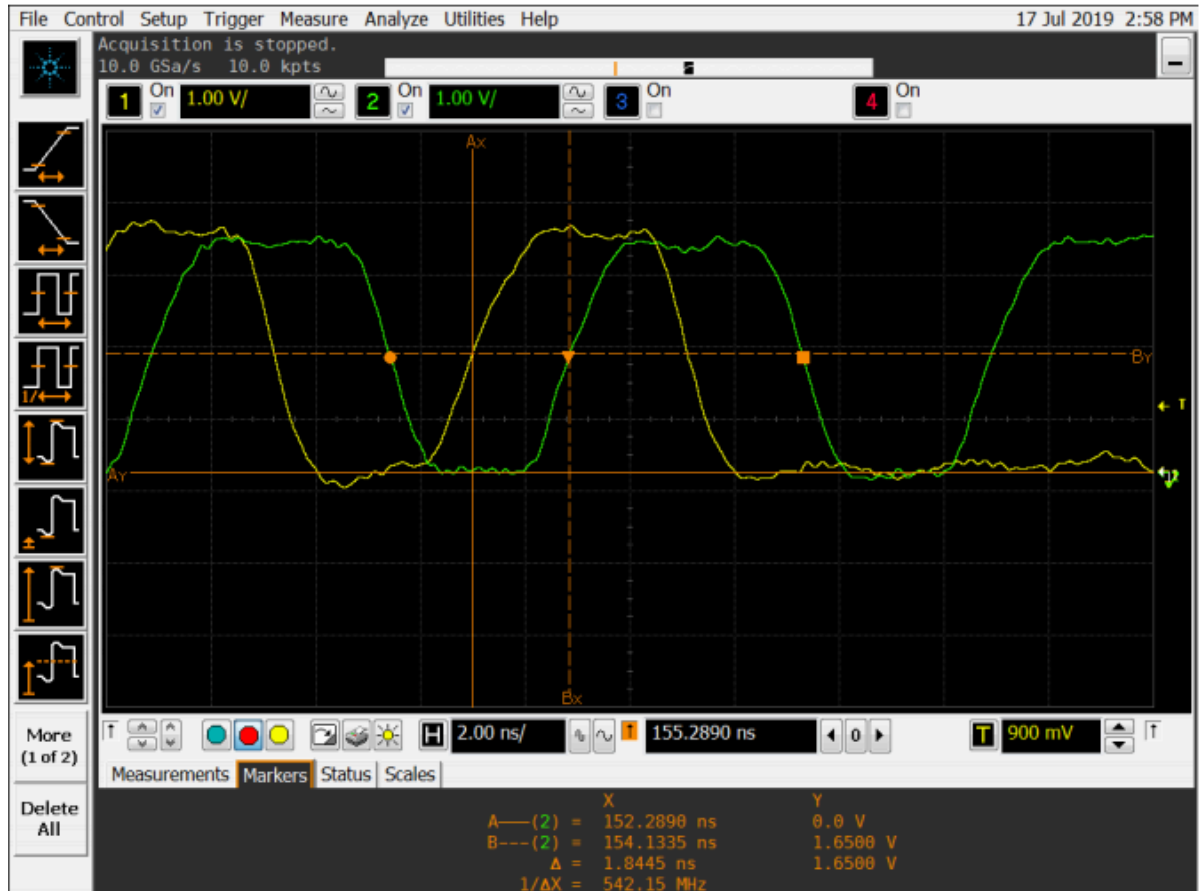 File Control Setup Trigger Measure Analyze Utilities Help 17 Jul 2019 2:58 PM
Acquisition is stopped.
10.0 GSa/s 10.0 kpts
1 On 1.00 V/ 2 On 1.00 V/ 3 On 4 On
Ax
By
T
Ay
1/
Bx
More
(1 of 2)
H 2.00 ns/ 155.2890 ns 0 T 900 mV
Measurements Markers Status Scales
Delete
All
X Y
A——(2) = 152.2890 ns 0.0 V
B---(2) = 154.1335 ns 1.6500 V
Δ = 1.8445 ns 1.6500 V
1/ΔX = 542.15 MHz